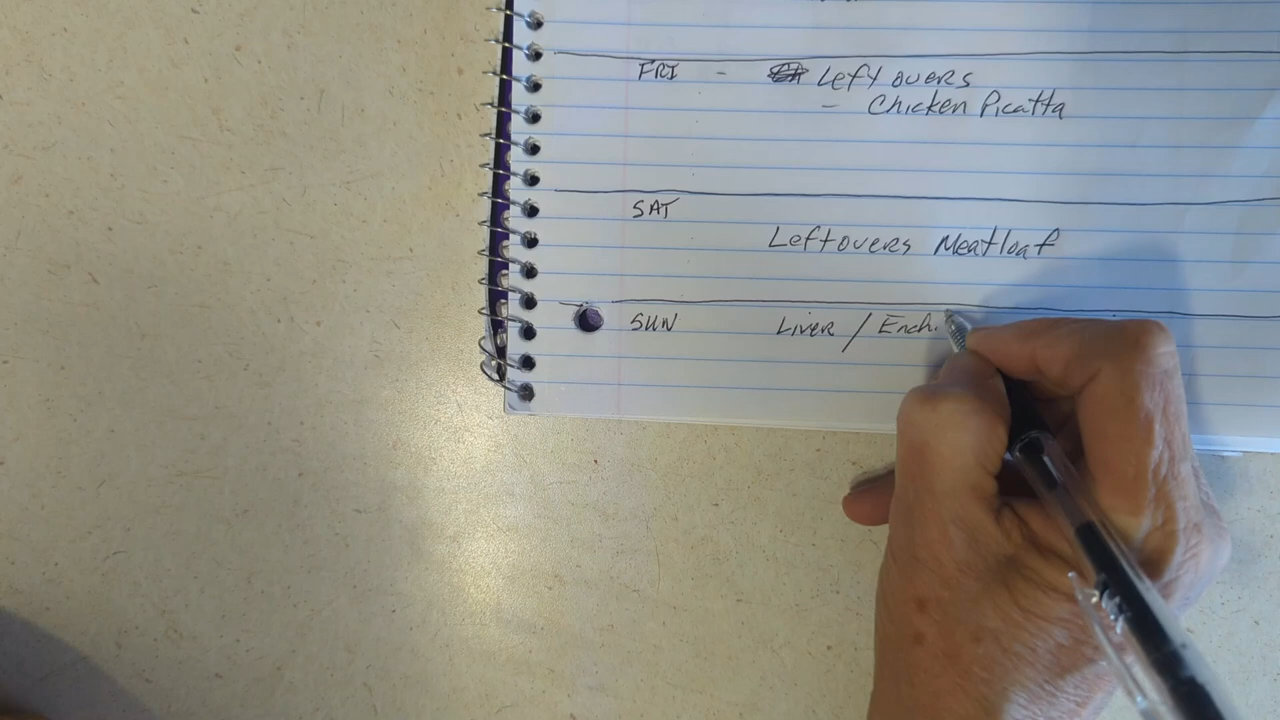 FRI - Leftovers
- Chicken Picatta
SAT
Leftovers Meatloaf
SUN Liver / Ench.